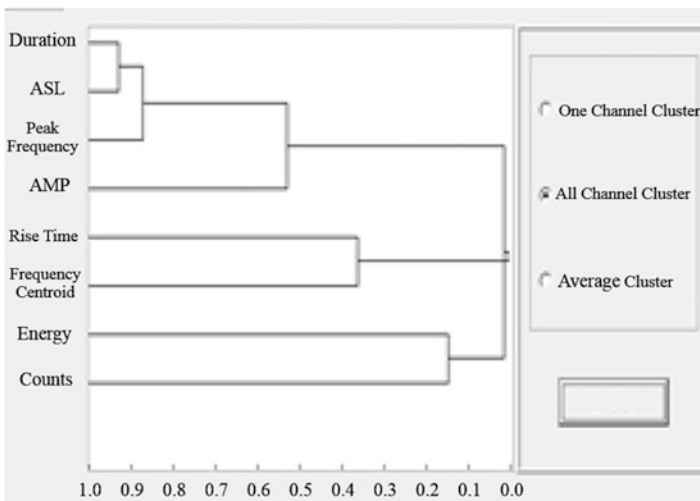 Duration
ASL
Peak
Frequency
AMP
Rise Time
Frequency
Centroid
Energy
Counts
1.0 0.9 0.8 0.7 0.6 0.5 0.4 0.3 0.2 0.1 0.0
One Channel Cluster
All Channel Cluster
Average Cluster